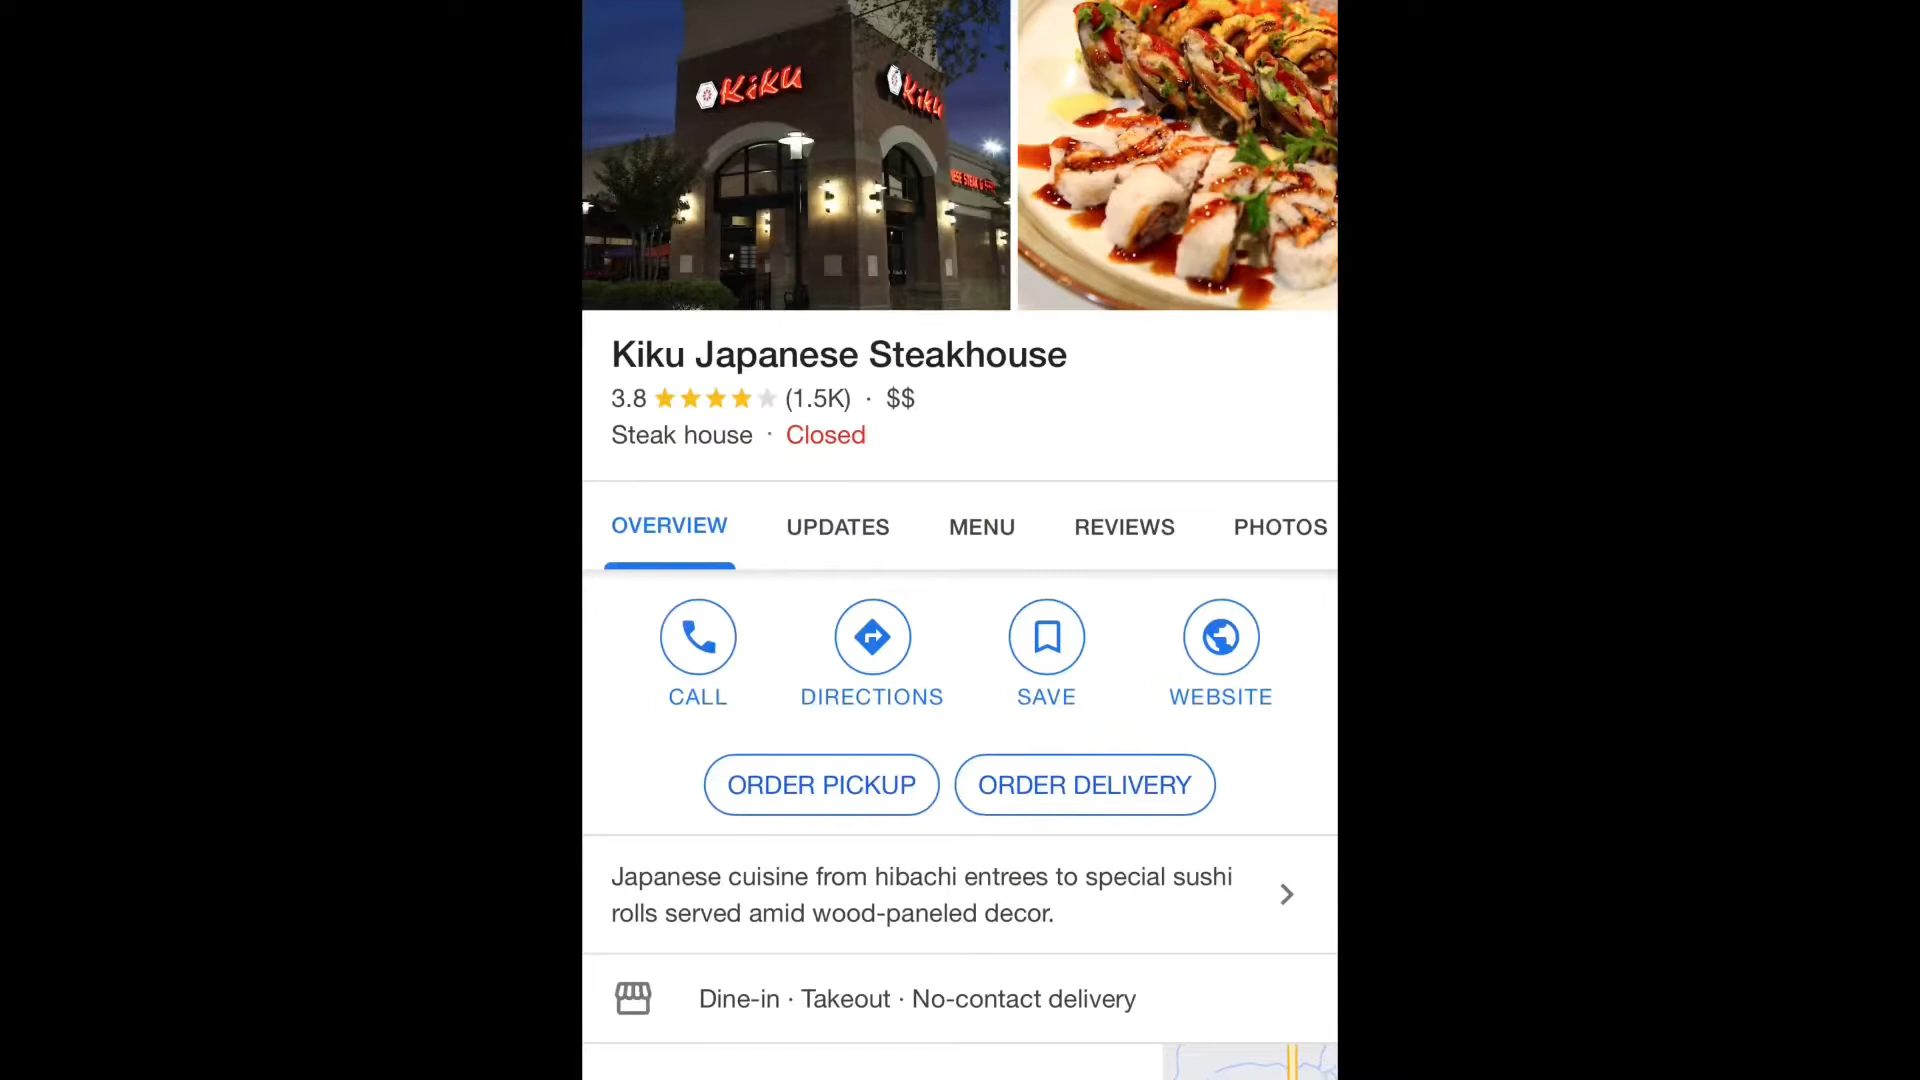 Kiku
Kiku
Kiku Japanese Steakhouse
3.8 (1.5K) · $$
Steak house · Closed
OVERVIEW UPDATES MENU REVIEWS PHOTOS
CALL DIRECTIONS SAVE WEBSITE
ORDER PICKUP ORDER DELIVERY
Japanese cuisine from hibachi entrees to special sushi
rolls served amid wood-paneled decor.
Dine-in · Takeout · No-contact delivery